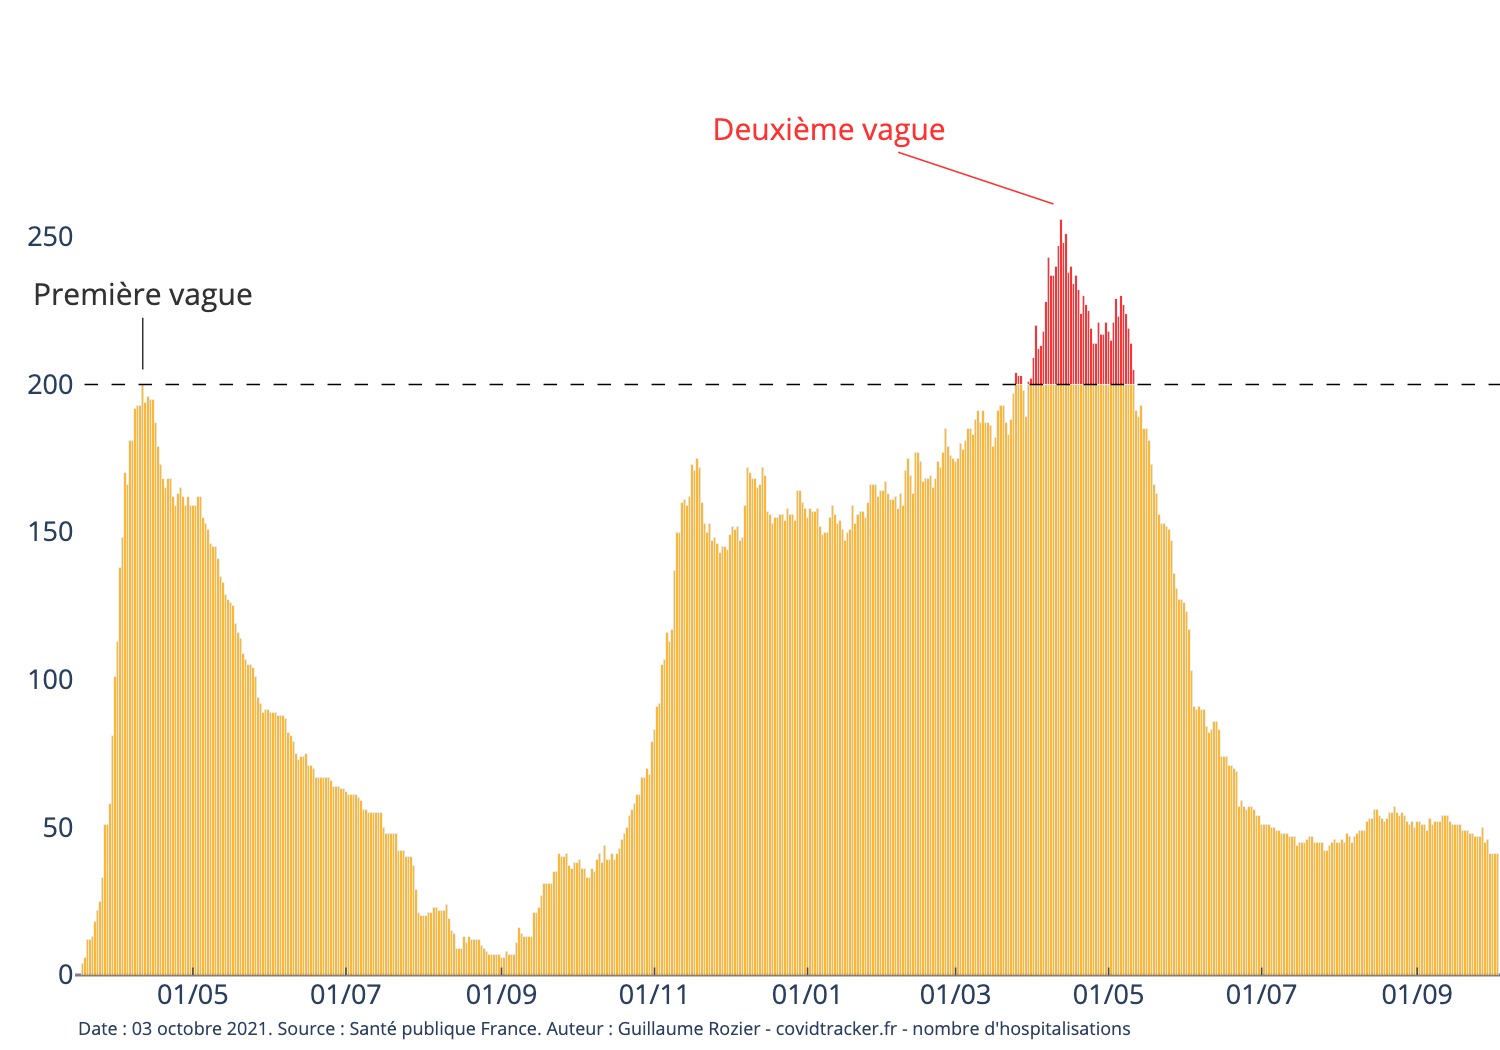 Deuxième vague
250
Première vague
200
150
100
50
0
01/05 01/07 01/09 01/11 01/01 01/03 01/05 01/07 01/09
Date : 03 octobre 2021. Source : Santé publique France. Auteur : Guillaume Rozier - covidtracker.fr - nombre d'hospitalisations